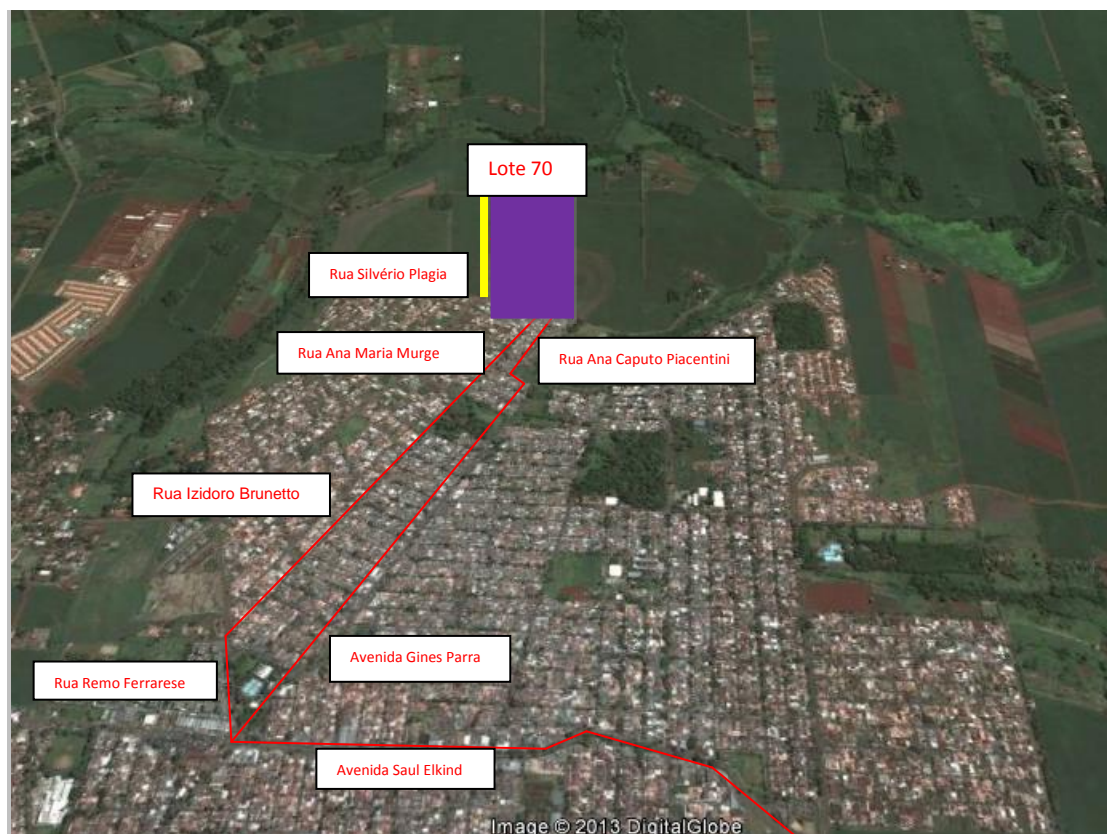 Lote 70
Rua Silvério Plagia
Rua Ana Maria Murge
Rua Ana Caputo Piacentini
Rua Izidoro Brunetto
Avenida Gines Parra
Rua Remo Ferrarese
Avenida Saul Elkind
Image © 2013 DigitalGlobe